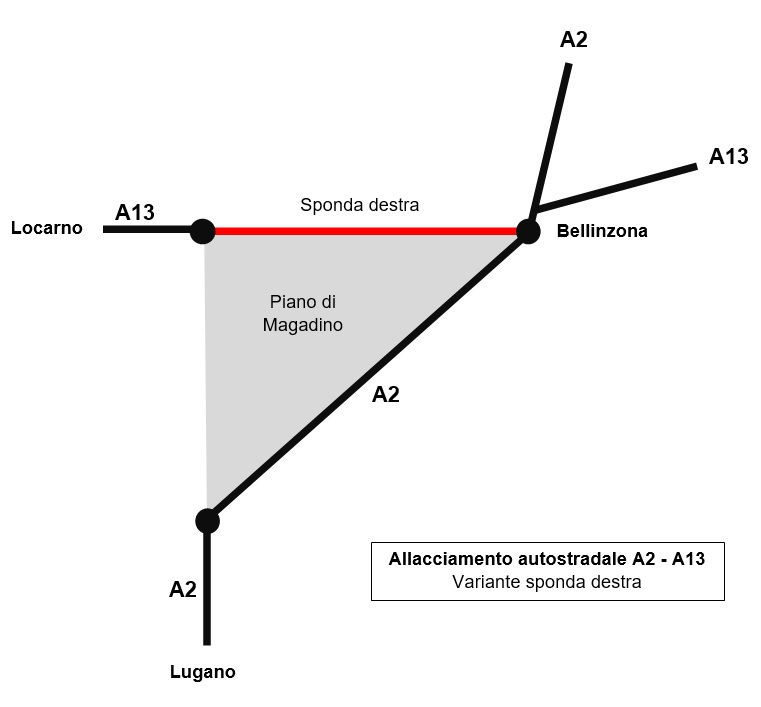 A2
A13
A13
Sponda destra
Locarno
Bellinzona
Piano di
Magadino
A2
Allacciamento autostradale A2 - A13
Variante sponda destra
A2
Lugano